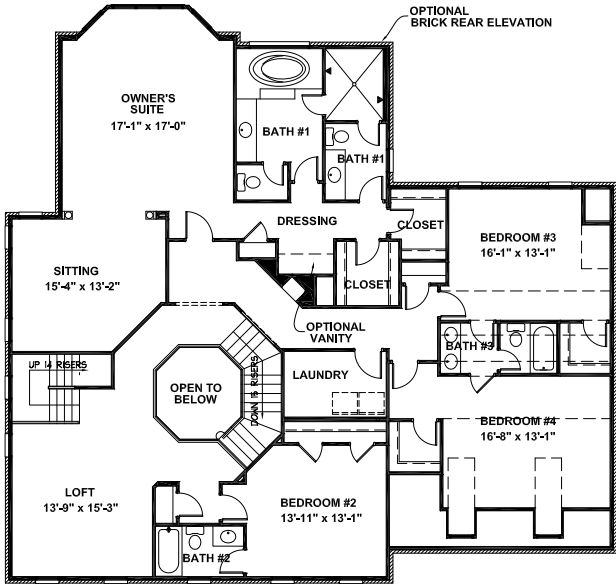 OPTIONAL
BRICK REAR ELEVATION
OWNER'S
SUITE
17'-1" x 17'-0"
BATH #1
BATH #1
DRESSING
CLOSET
BEDROOM #3
16'-1" x 13'-1"
SITTING
15'-4" x 13'-2"
CLOSET
OPTIONAL
VANITY
BATH #3
UP 14 RISERS
OPEN TO
BELOW
DOWN 15 RISERS
LAUNDRY
BEDROOM #4
16'-8" x 13'-1"
LOFT
13'-9" x 15'-3"
BEDROOM #2
13'-11" x 13'-1"
BATH #2